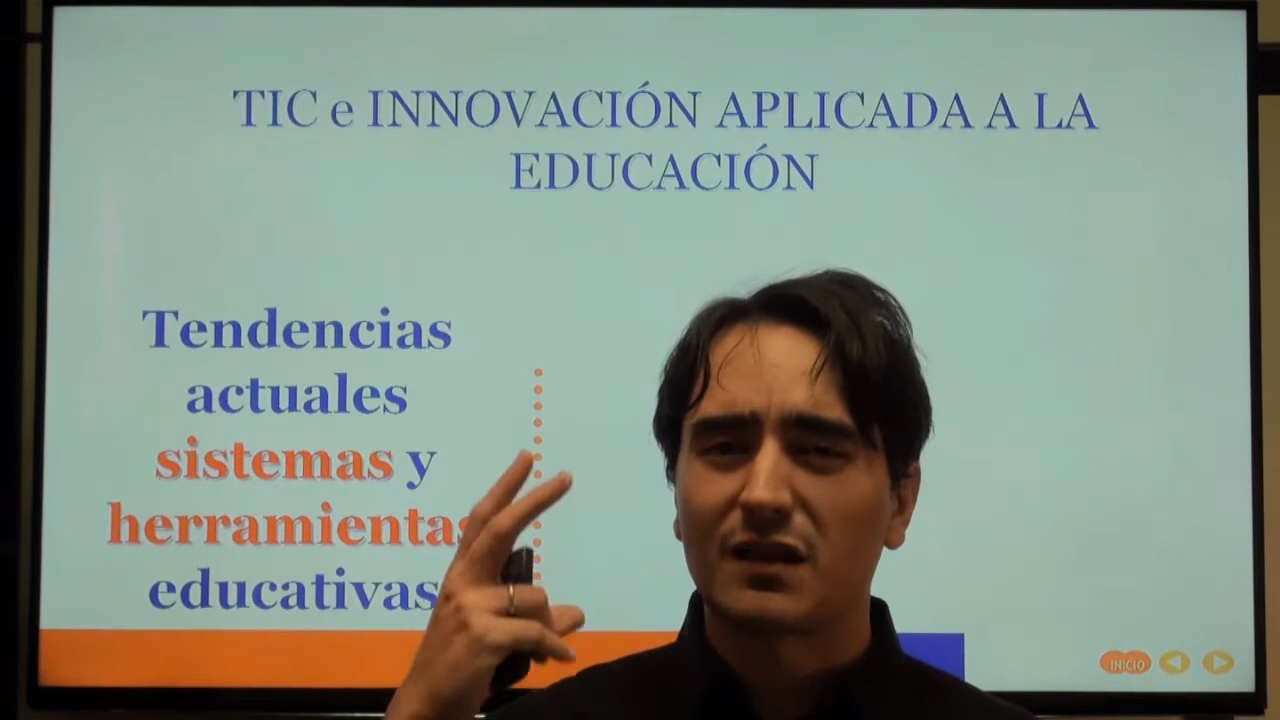 TIC e INNOVACIÓN APLICADA A LA
EDUCACIÓN
Tendencias
actuales
sistemas y
herramientas
educativas
INICIO